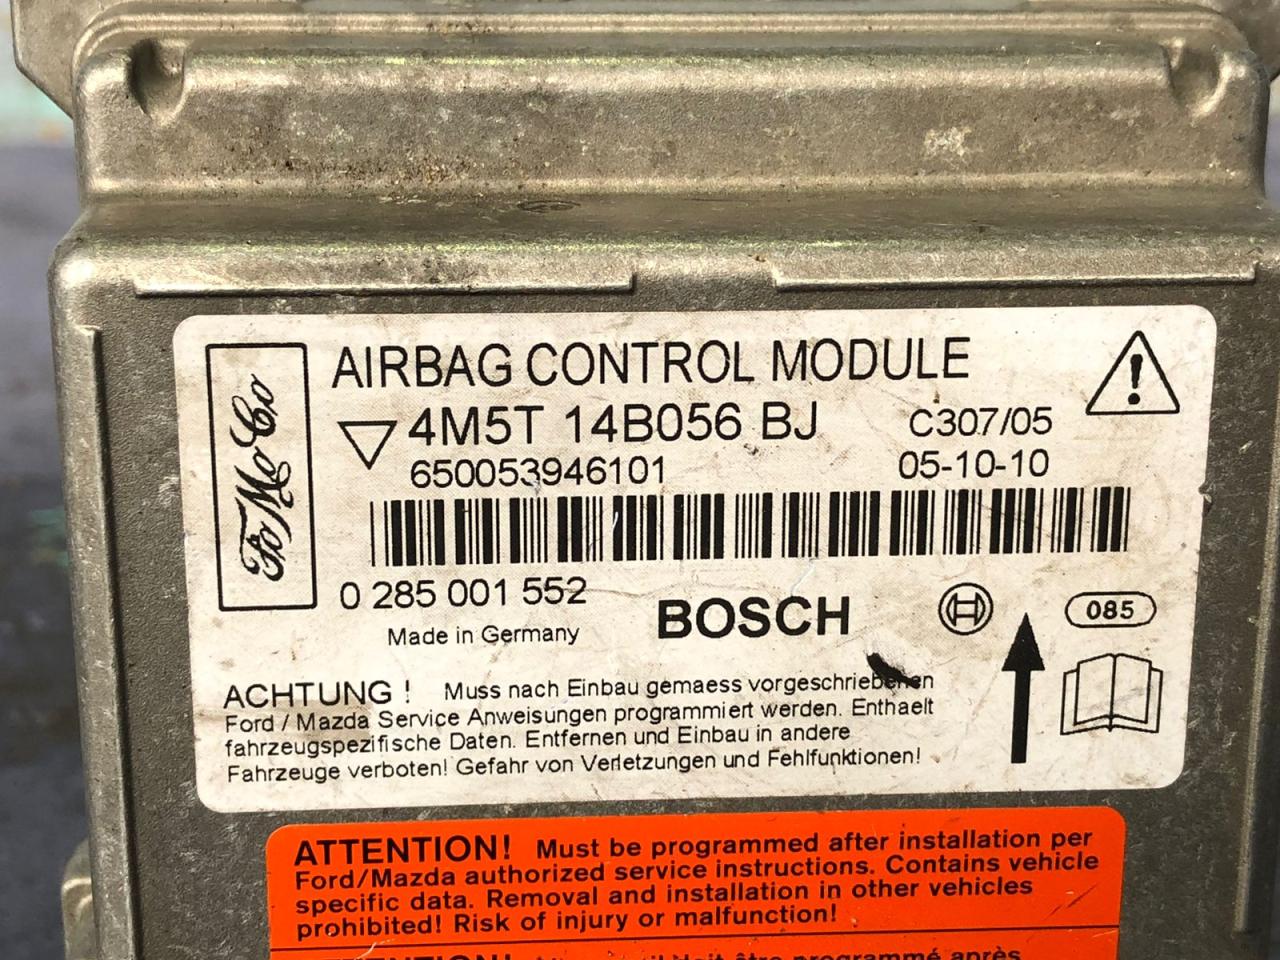 FoMoCo
AIRBAG CONTROL MODULE
4M5T 14B056 BJ C307/05
650053946101 05-10-10
0 285 001 552
Made in Germany
BOSCH
085
ACHTUNG ! Muss nach Einbau gemaess vorgeschriebenen
Ford / Mazda Service Anweisungen programmiert werden. Enthaelt
fahrzeugspezifische Daten. Entfernen und Einbau in andere
Fahrzeuge verboten! Gefahr von Verletzungen und Fehlfunktionen!
ATTENTION! Must be programmed after installation per
Ford/Mazda authorized service instructions. Contains vehicle
specific data. Removal and installation in other vehicles
prohibited! Risk of injury or malfunction!
ATTENTION! être programmé après